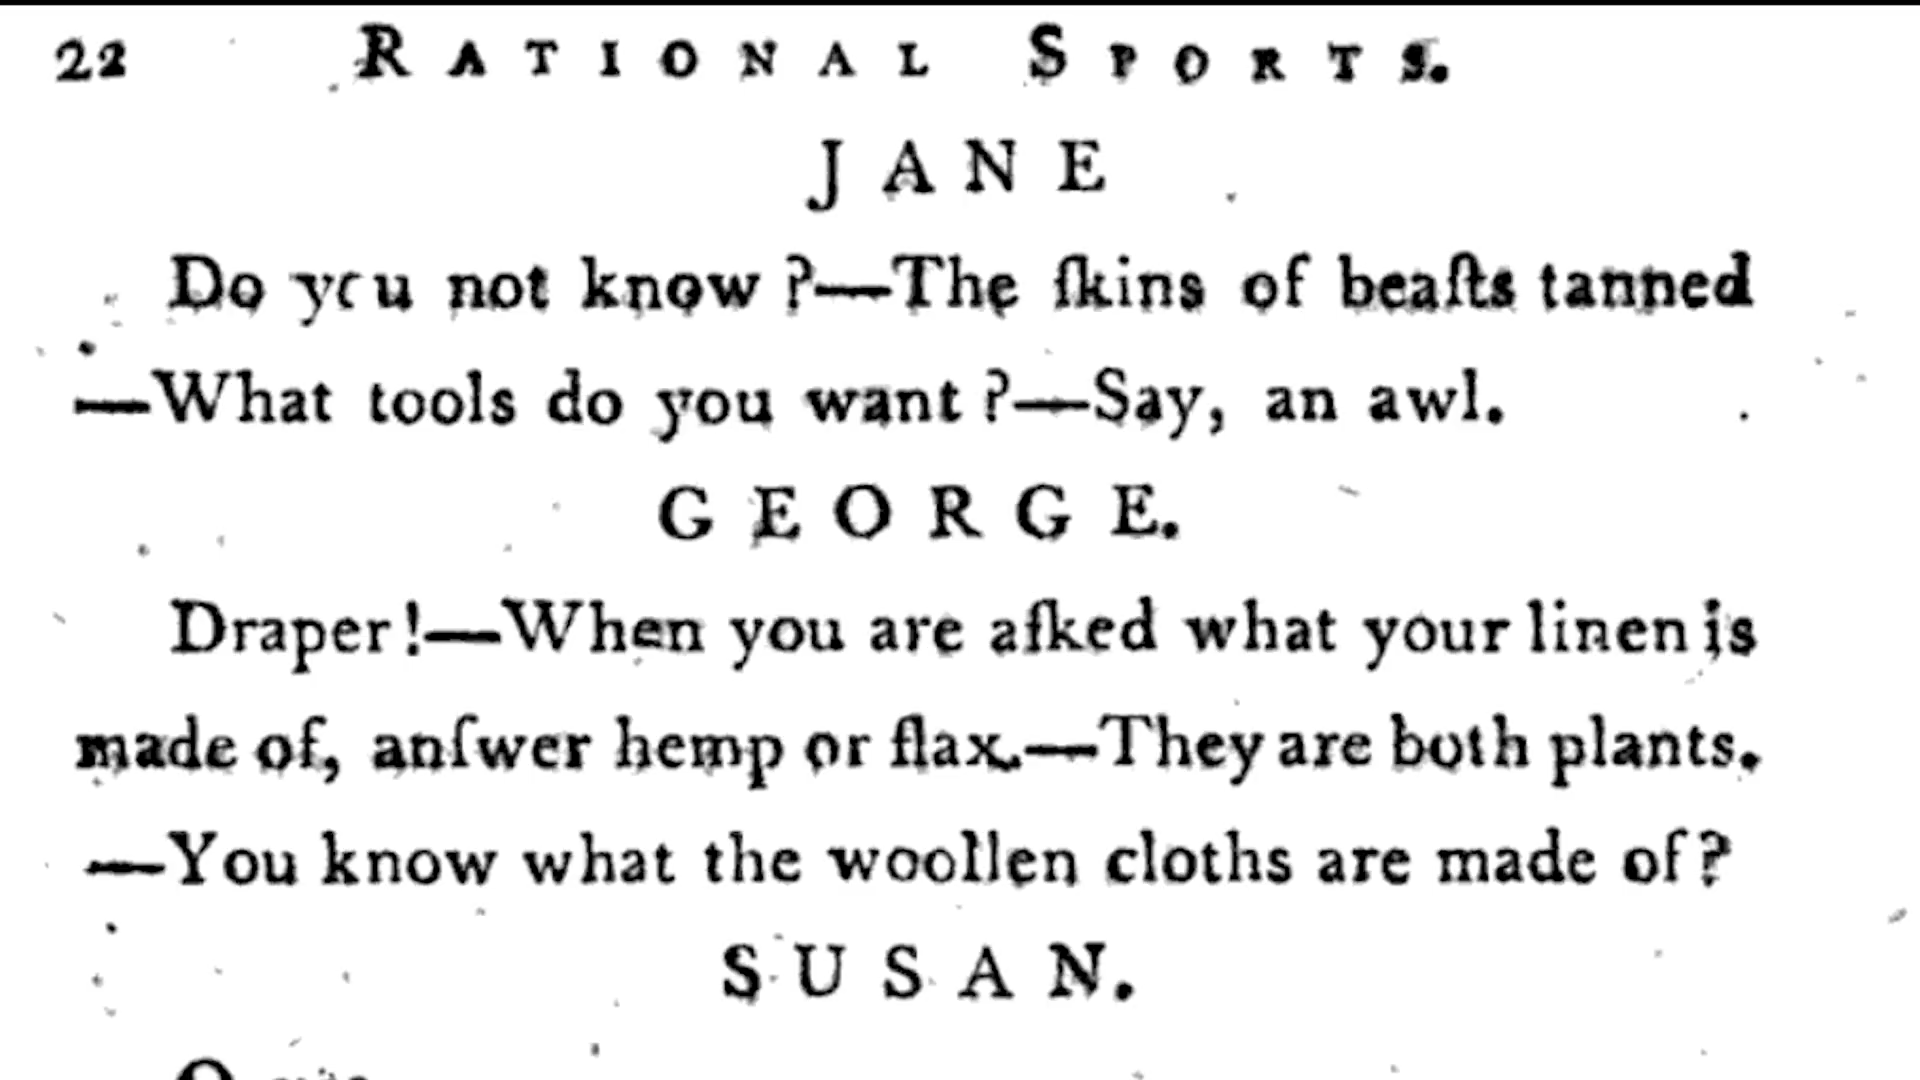 22 RATIONAL SPORTS.
JANE
Do you not know?—The ſkins of beaſts tanned
—What tools do you want?—Say, an awl.
GEORGE.
Draper!—When you are aſked what your linen is
made of, anſwer hemp or flax.—They are both plants.
—You know what the woollen cloths are made of?
SUSAN.